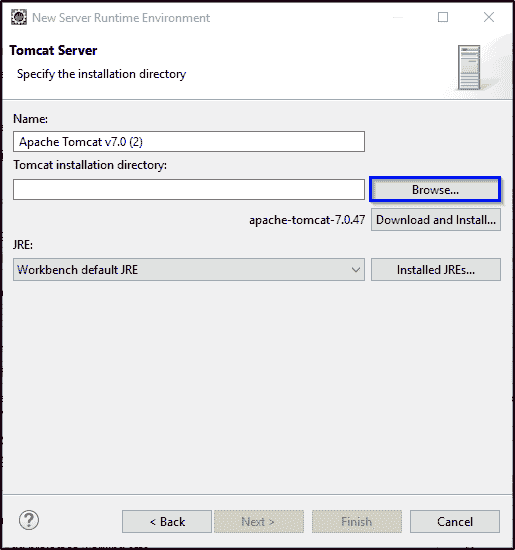 New Server Runtime Environment
Tomcat Server
Specify the installation directory
Name:
Apache Tomcat v7.0 (2)
Tomcat installation directory:
Browse...
apache-tomcat-7.0.47 Download and Install...
JRE:
Workbench default JRE Installed JREs...
? < Back Next > Finish Cancel